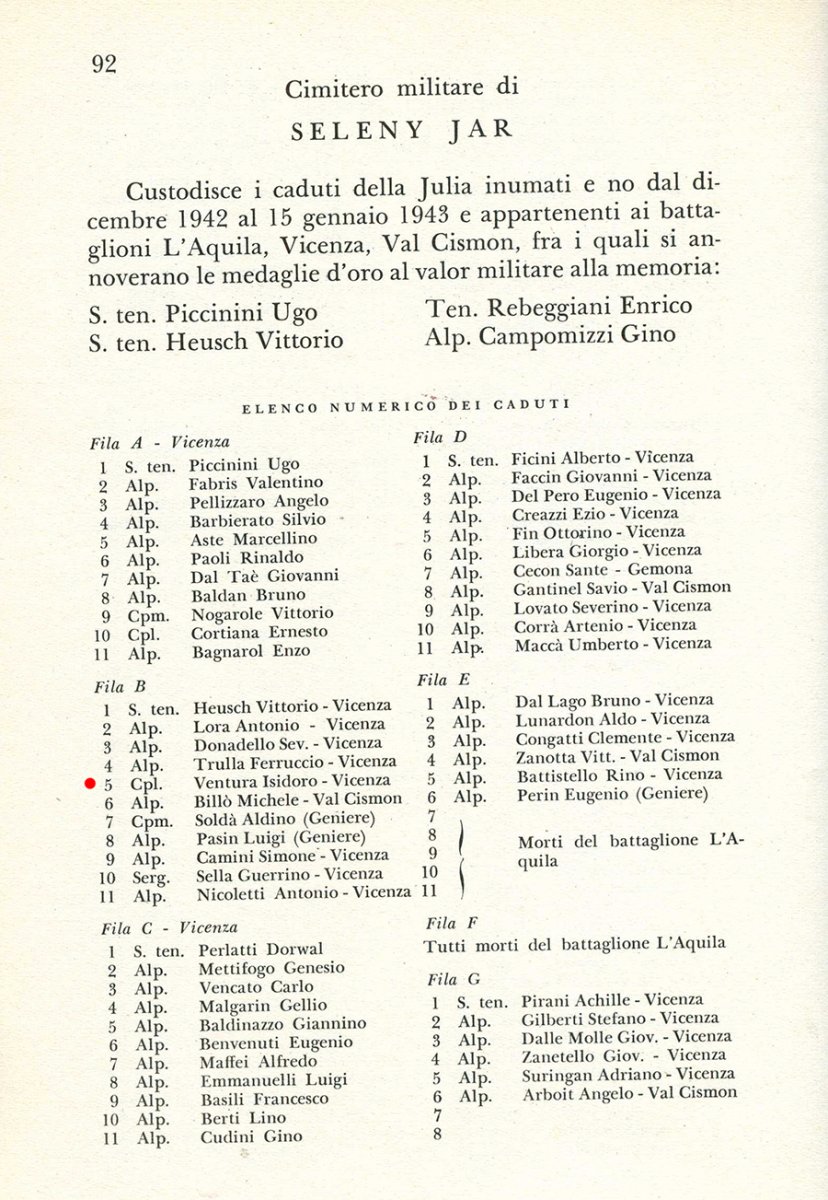 92
Cimitero militare di
SELENY JAR
Custodisce i caduti della Julia inumati e no dal di-
cembre 1942 al 15 gennaio 1943 e appartenenti ai batta-
glioni L'Aquila, Vicenza, Val Cismon, fra i quali si an-
noverano le medaglie d'oro al valor militare alla memoria:
S. ten. Piccinini Ugo
S. ten. Heusch Vittorio
Ten. Rebeggiani Enrico
Alp. Campomizzi Gino
ELENCO NUMERICO DEI CADUTI
Fila A - Vicenza
1 S. ten. Piccinini Ugo
2 Alp. Fabris Valentino
3 Alp. Pellizzaro Angelo
4 Alp. Barbierato Silvio
5 Alp. Aste Marcellino
6 Alp. Paoli Rinaldo
7 Alp. Dal Taè Giovanni
8 Alp. Baldan Bruno
9 Cpm. Nogarole Vittorio
10 Cpl. Cortiana Ernesto
11 Alp. Bagnarol Enzo
Fila B
1 S. ten. Heusch Vittorio - Vicenza
2 Alp. Lora Antonio - Vicenza
3 Alp. Donadello Sev. - Vicenza
4 Alp. Trulla Ferruccio - Vicenza
5 Cpl. Ventura Isidoro - Vicenza
6 Alp. Billò Michele - Val Cismon
7 Cpm. Soldà Aldino (Geniere)
8 Alp. Pasin Luigi (Geniere)
9 Alp. Camini Simone - Vicenza
10 Serg. Sella Guerrino - Vicenza
11 Alp. Nicoletti Antonio - Vicenza
Fila C - Vicenza
1 S. ten. Perlatti Dorwal
2 Alp. Mettifogo Genesio
3 Alp. Vencato Carlo
4 Alp. Malgarin Gellio
5 Alp. Baldinazzo Giannino
6 Alp. Benvenuti Eugenio
7 Alp. Maffei Alfredo
8 Alp. Emmanuelli Luigi
9 Alp. Basili Francesco
10 Alp. Berti Lino
11 Alp. Cudini Gino
Fila D
1 S. ten. Ficini Alberto - Vicenza
2 Alp. Faccin Giovanni - Vicenza
3 Alp. Del Pero Eugenio - Vicenza
4 Alp. Creazzi Ezio - Vicenza
5 Alp. Fin Ottorino - Vicenza
6 Alp. Libera Giorgio - Vicenza
7 Alp. Cecon Sante - Gemona
8 Alp. Gantinel Savio - Val Cismon
9 Alp. Lovato Severino - Vicenza
10 Alp. Corrà Artenio - Vicenza
11 Alp. Maccà Umberto - Vicenza
Fila E
1 Alp. Dal Lago Bruno - Vicenza
2 Alp. Lunardon Aldo - Vicenza
3 Alp. Congatti Clemente - Vicenza
4 Alp. Zanotta Vitt. - Val Cismon
5 Alp. Battistello Rino - Vicenza
6 Alp. Perin Eugenio (Geniere)
7
8 Morti del battaglione L'A-
9 quila
10
11
Fila F
Tutti morti del battaglione L'Aquila
Fila G
1 S. ten. Pirani Achille - Vicenza
2 Alp. Gilberti Stefano - Vicenza
3 Alp. Dalle Molle Giov. - Vicenza
4 Alp. Zanetello Giov. - Vicenza
5 Alp. Suringan Adriano - Vicenza
6 Alp. Arboit Angelo - Val Cismon
7
8